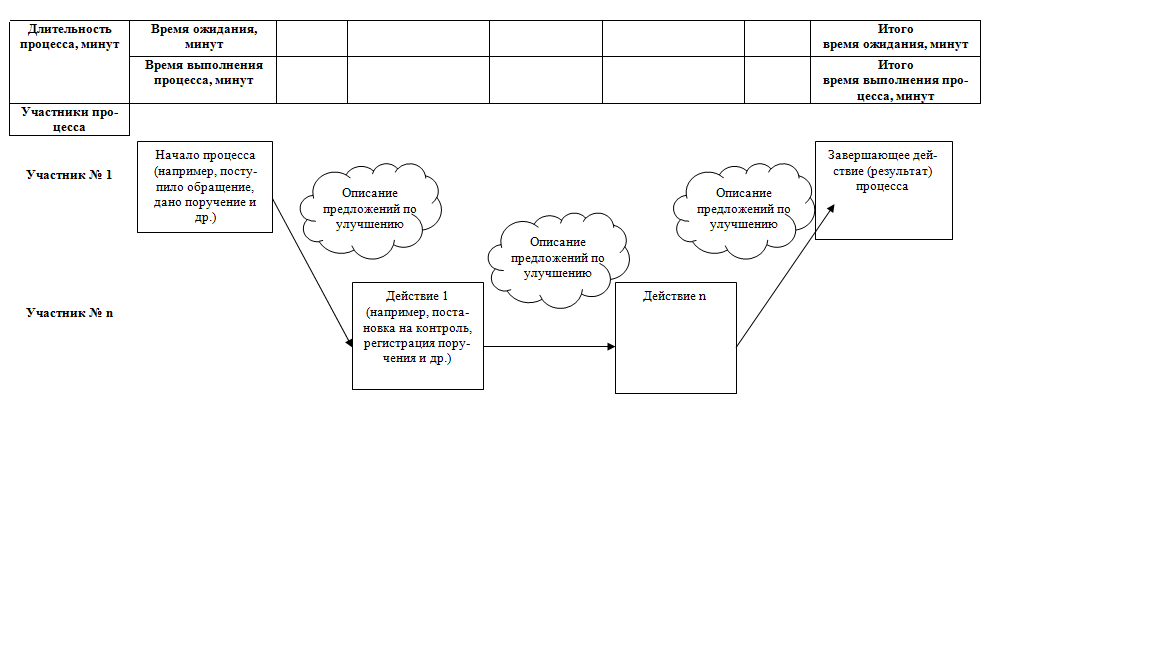 Длительность
процесса, минут
Время ожидания,
минут
Итого
время ожидания, минут
Время выполнения
процесса, минут
Итого
время выполнения про-
цесса, минут
Участники про-
цесса
Участник № 1
Начало процесса
(например, посту-
пило обращение,
дано поручение и
др.)
Описание
предложений по
улучшению
Описание
предложений по
улучшению
Описание
предложений по
улучшению
Завершающее дей-
ствие (результат)
процесса
Участник № n
Действие 1
(например, поста-
новка на контроль,
регистрация пору-
чения и др.)
Действие n